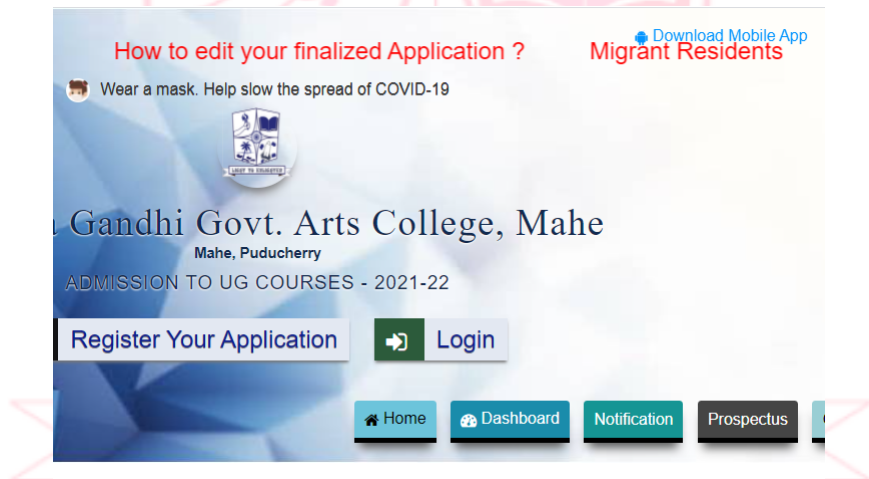 Download Mobile App
How to edit your finalized Application ? Migrant Residents
Wear a mask. Help slow the spread of COVID-19
Gandhi Govt. Arts College, Mahe
Mahe, Puducherry
ADMISSION TO UG COURSES - 2021-22
Register Your Application Login
Home Dashboard Notification Prospectus